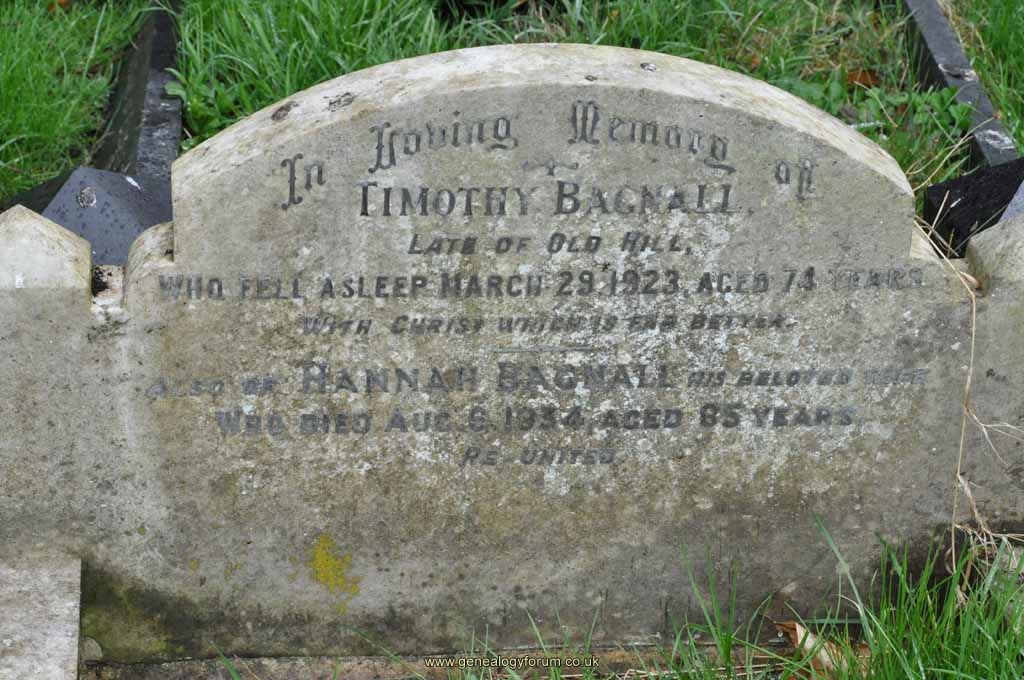 In Loving Memory of
TIMOTHY BAGNALL,
LATE OF OLD HILL,
WHO FELL ASLEEP MARCH 29, 1923, AGED 74 YEARS.
WITH CHRIST WHICH IS FAR BETTER.
ALSO OF HANNAH BAGNALL HIS BELOVED WIFE
WHO DIED AUG. 6, 1934, AGED 85 YEARS.
RE-UNITED.
www.genealogyforum.co.uk